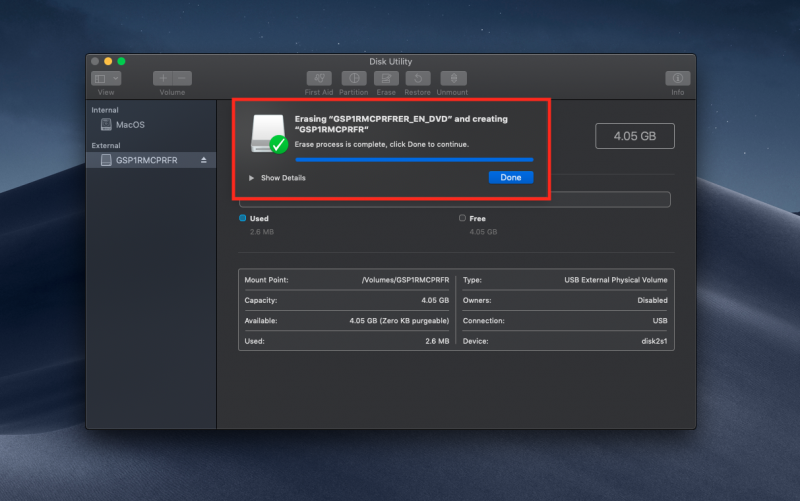 Disk Utility
View
Volume
First Aid
Partition
Erase
Restore
Unmount
Info
Internal
MacOS
External
GSP1RMCPRFR
Erasing “GSP1RMCPRFRER_EN_DVD” and creating
“GSP1RMCPRFR”
Erase process is complete, click Done to continue.
Show Details
Done
4.05 GB
Used
2.6 MB
Free
4.05 GB
Mount Point: /Volumes/GSP1RMCPRFR
Capacity: 4.05 GB
Available: 4.05 GB (Zero KB purgeable)
Used: 2.6 MB
Type: USB External Physical Volume
Owners: Disabled
Connection: USB
Device: disk2s1